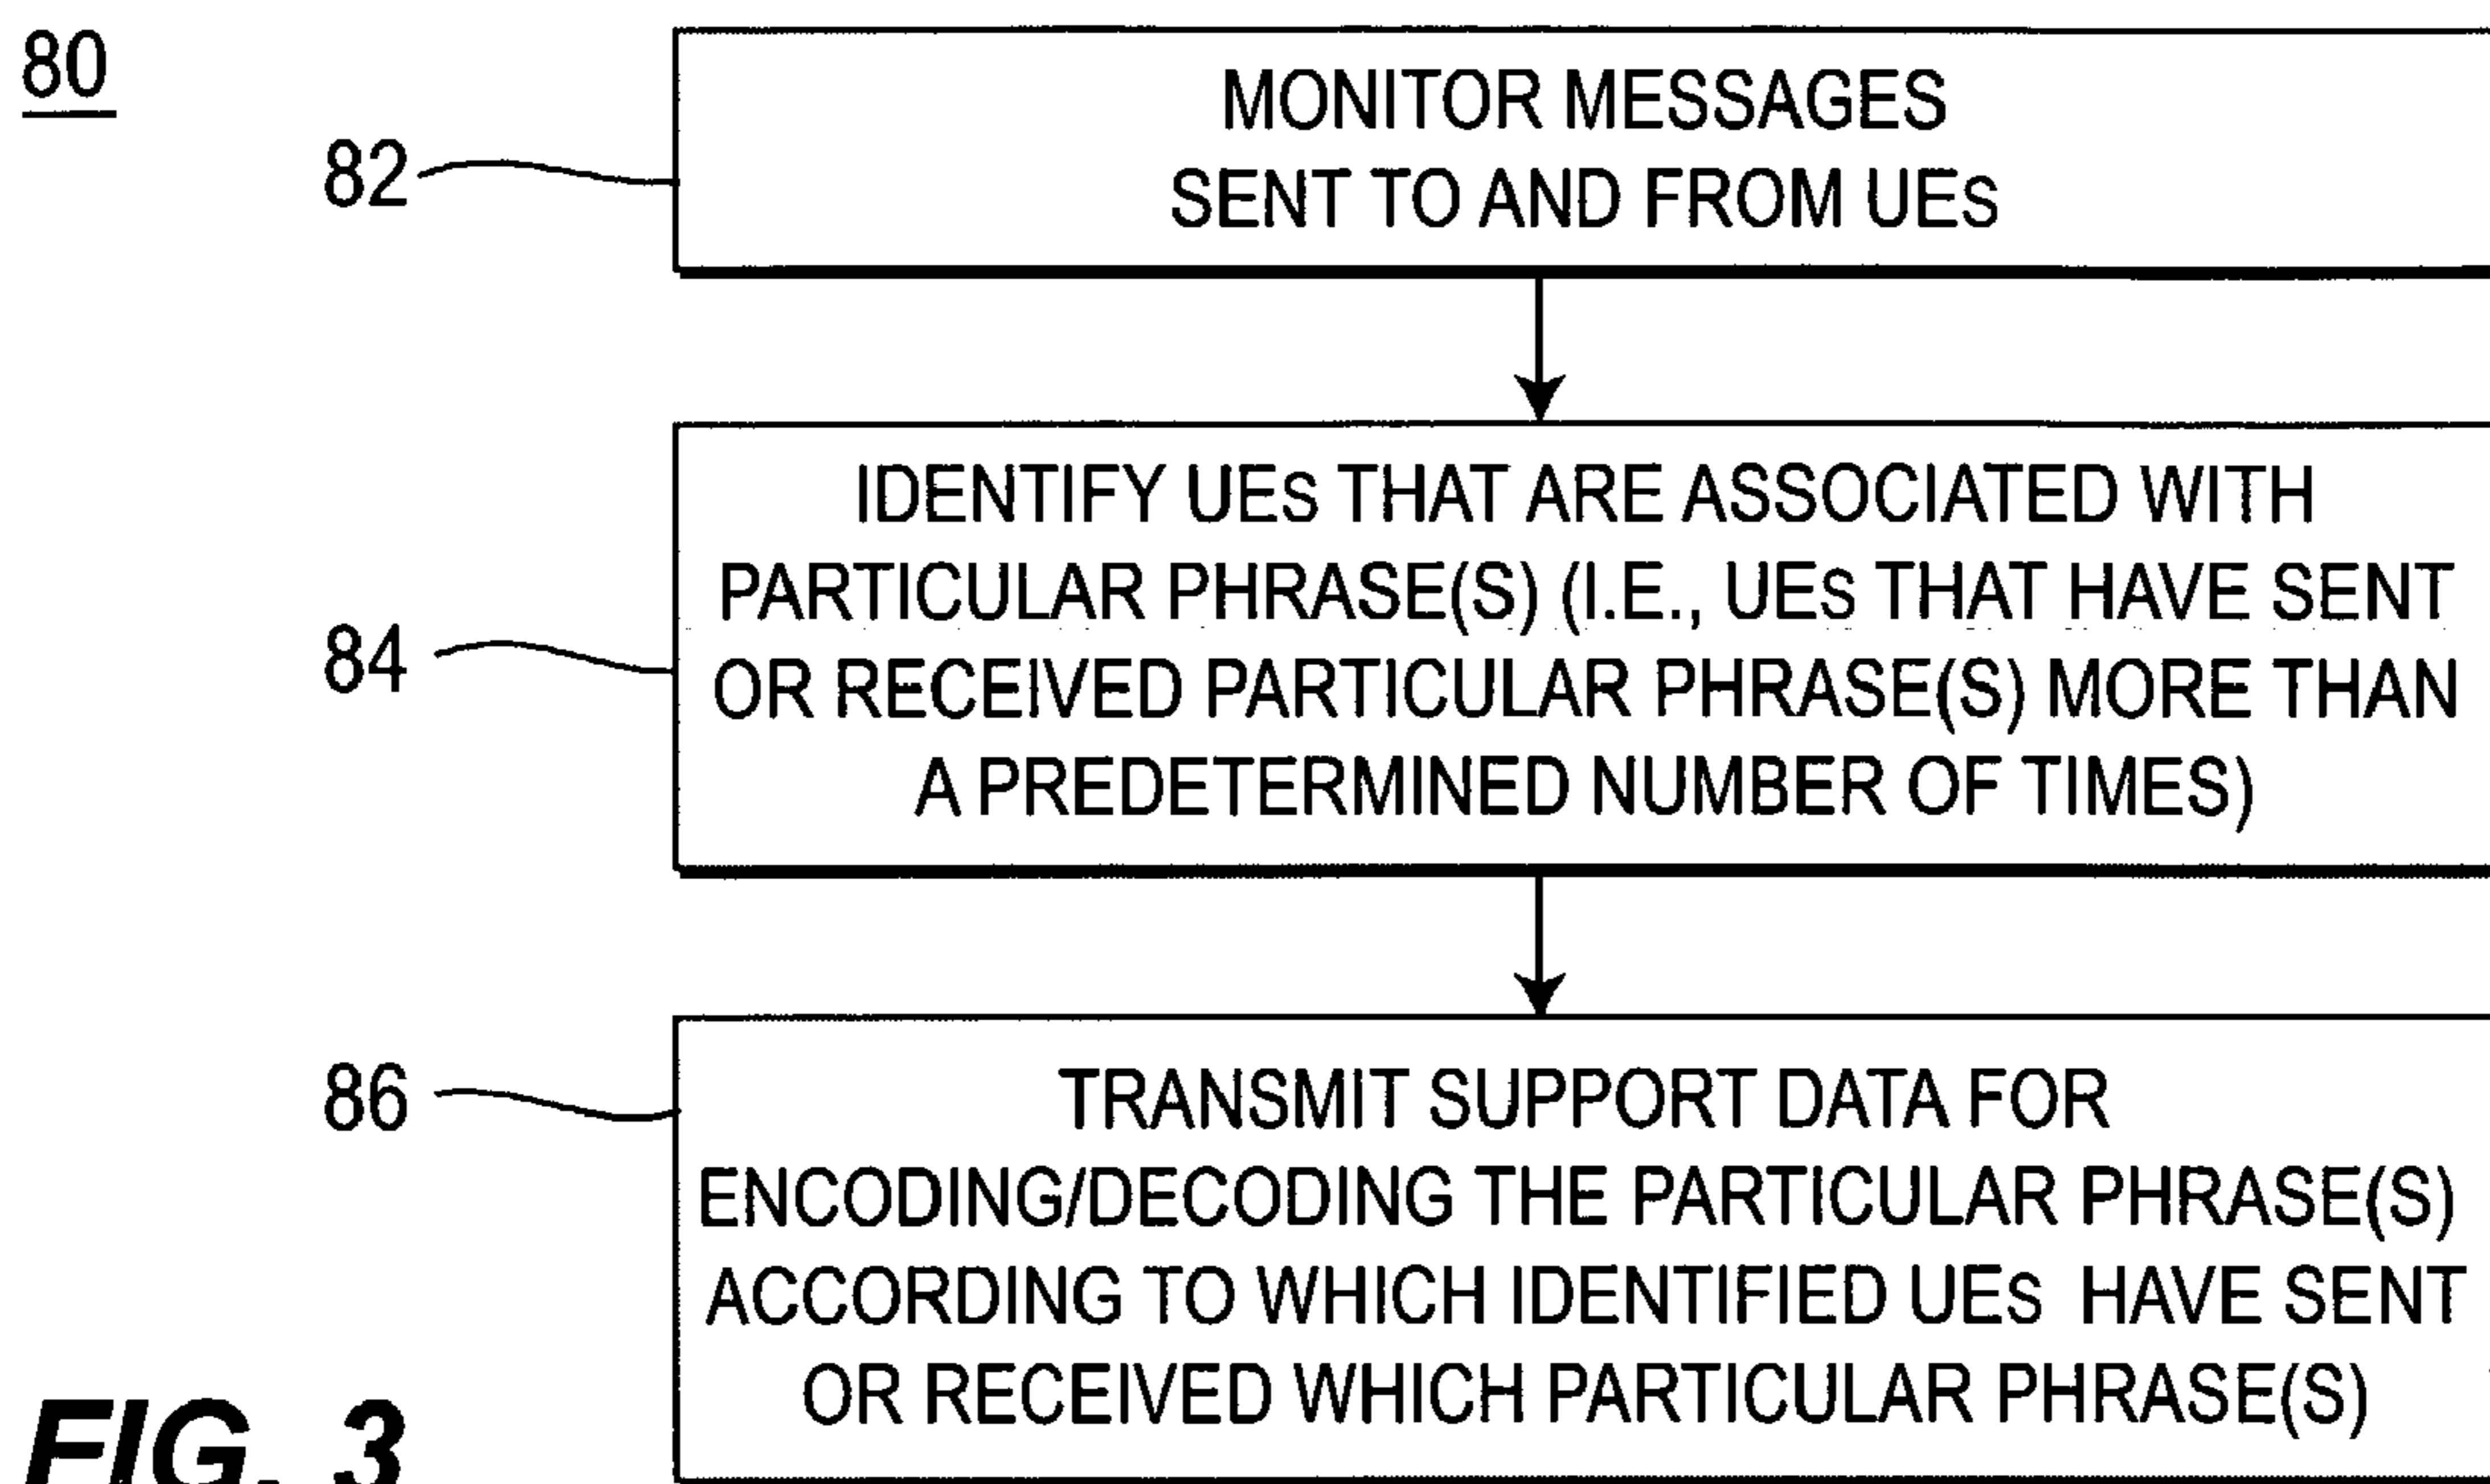 80
82
MONITOR MESSAGES
SENT TO AND FROM UEs
84
IDENTIFY UEs THAT ARE ASSOCIATED WITH
PARTICULAR PHRASE(S) (I.E., UEs THAT HAVE SENT
OR RECEIVED PARTICULAR PHRASE(S) MORE THAN
A PREDETERMINED NUMBER OF TIMES)
86
TRANSMIT SUPPORT DATA FOR
ENCODING/DECODING THE PARTICULAR PHRASE(S)
ACCORDING TO WHICH IDENTIFIED UEs HAVE SENT
OR RECEIVED WHICH PARTICULAR PHRASE(S)
FIG. 3